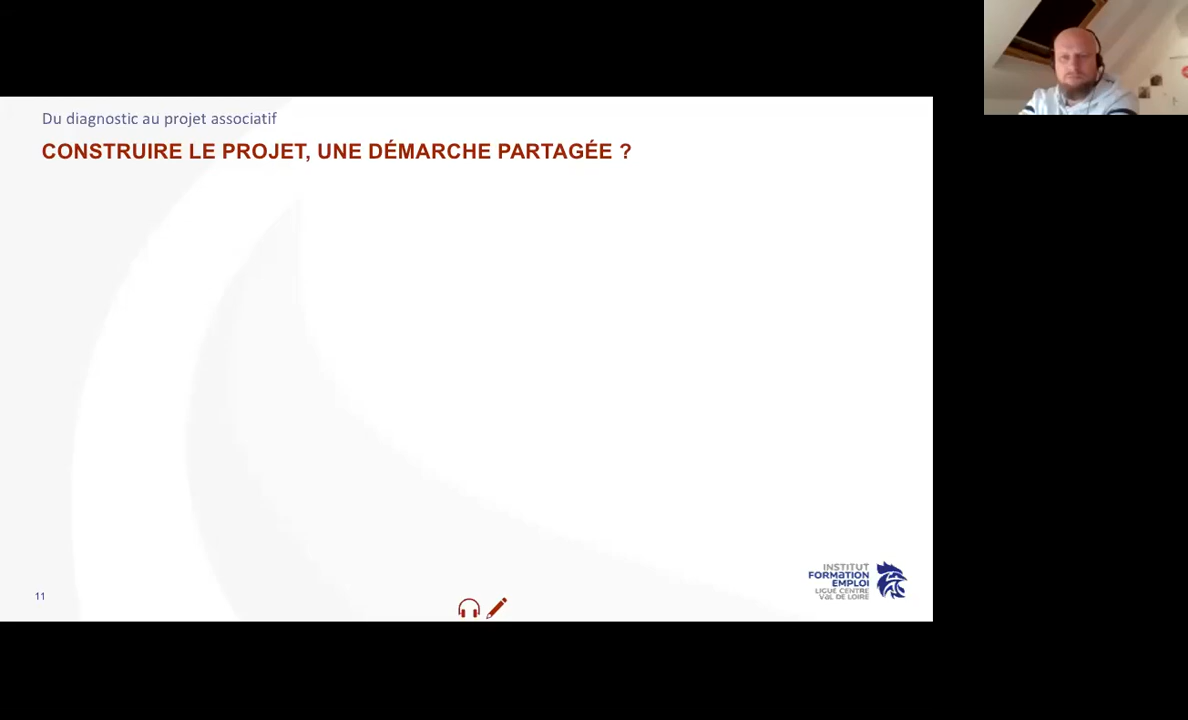 Du diagnostic au projet associatif
CONSTRUIRE LE PROJET, UNE DÉMARCHE PARTAGÉE ?
INSTITUT
FORMATION
EMPLOI
LIGUE CENTRE
VAL DE LOIRE
11